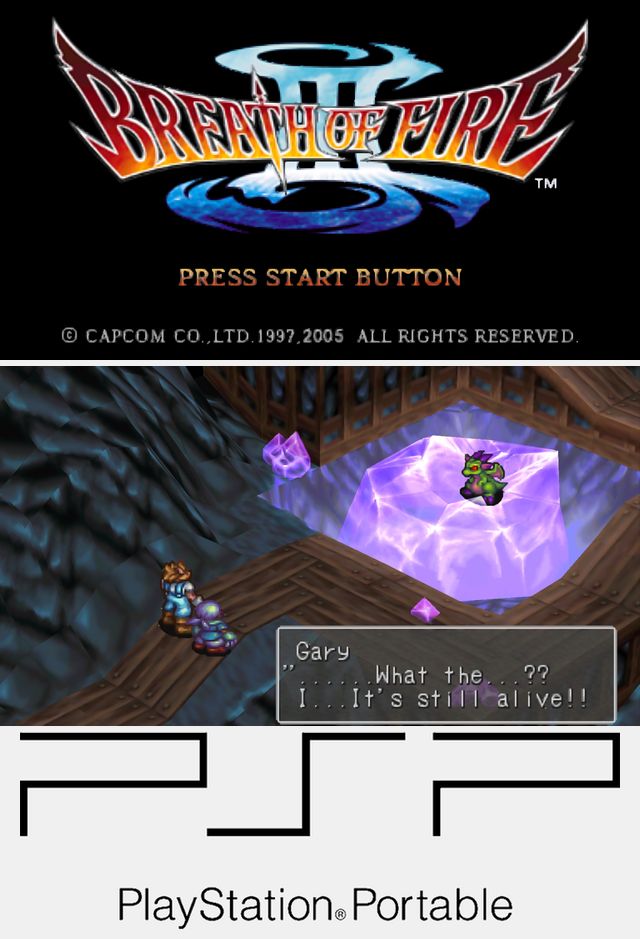 III
BREATH OF FIRE
TM
PRESS START BUTTON
© CAPCOM CO.,LTD.1997,2005 ALL RIGHTS RESERVED.
Gary
"......What the...??
I...It's still alive!!
PSP
PlayStation®Portable